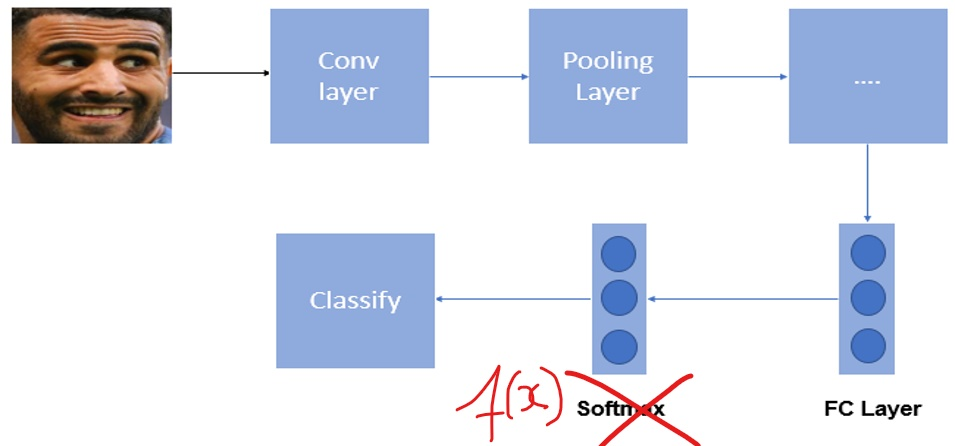 Conv
layer
Pooling
Layer
....
Classify
f(x)
Softmax
FC Layer